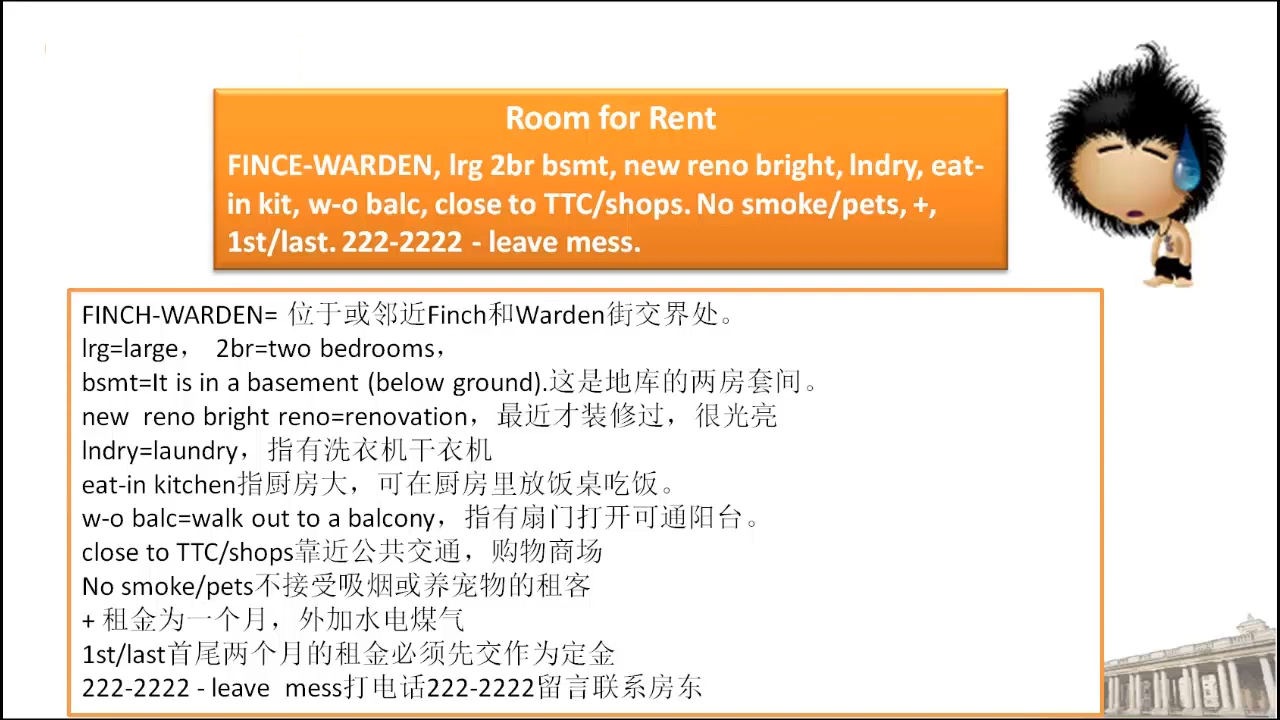 Room for Rent
FINCE-WARDEN, lrg 2br bsmt, new reno bright, lndry, eat-
in kit, w-o balc, close to TTC/shops. No smoke/pets, +,
1st/last. 222-2222 - leave mess.
FINCH-WARDEN= 位于或邻近Finch和Warden街交界处。
lrg=large， 2br=two bedrooms，
bsmt=It is in a basement (below ground).这是地库的两房套间。
new reno bright reno=renovation，最近才装修过，很光亮
lndry=laundry，指有洗衣机干衣机
eat-in kitchen指厨房大，可在厨房里放饭桌吃饭。
w-o balc=walk out to a balcony，指有扇门打开可通阳台。
close to TTC/shops靠近公共交通，购物商场
No smoke/pets不接受吸烟或养宠物的租客
+ 租金为一个月，外加水电煤气
1st/last首尾两个月的租金必须先交作为定金
222-2222 - leave mess打电话222-2222留言联系房东